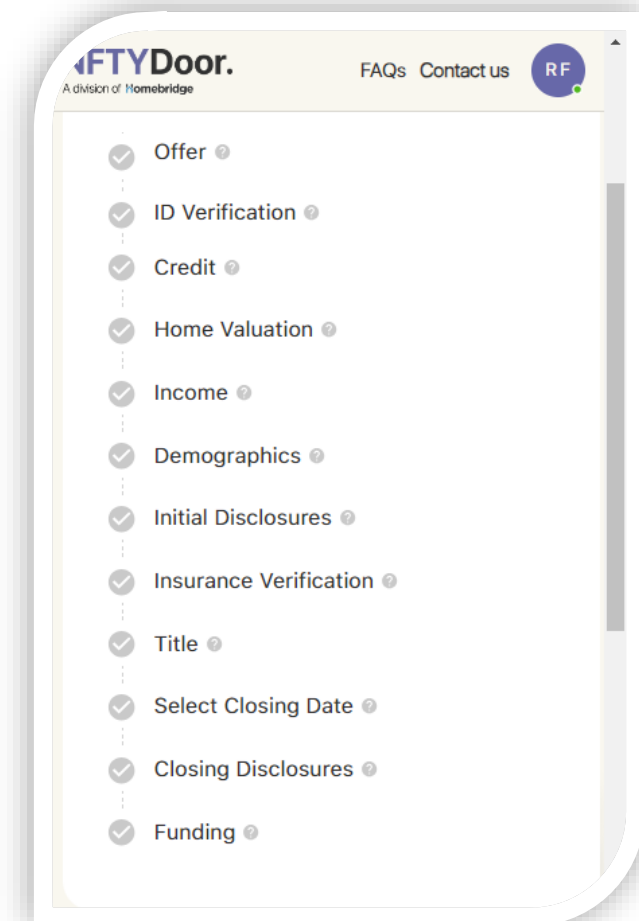 NFTYDoor.
A division of Homebridge
FAQs Contact us RF
Offer
ID Verification
Credit
Home Valuation
Income
Demographics
Initial Disclosures
Insurance Verification
Title
Select Closing Date
Closing Disclosures
Funding